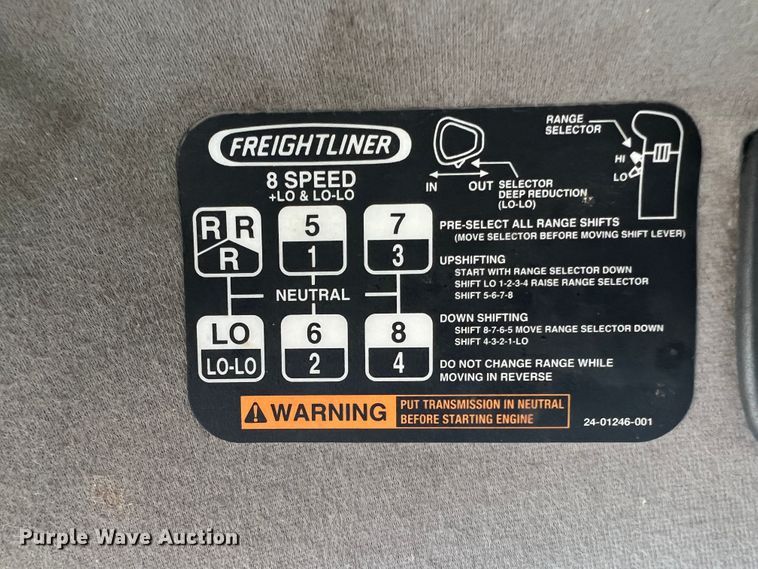 FREIGHTLINER
8 SPEED
+LO & LO-LO
R R
R
5
1
7
3
NEUTRAL
LO
LO-LO
6
2
8
4
RANGE
SELECTOR
HI
LO
IN OUT SELECTOR
DEEP REDUCTION
(LO-LO)
PRE-SELECT ALL RANGE SHIFTS
(MOVE SELECTOR BEFORE MOVING SHIFT LEVER)
UPSHIFTING
START WITH RANGE SELECTOR DOWN
SHIFT LO 1-2-3-4 RAISE RANGE SELECTOR
SHIFT 5-6-7-8
DOWN SHIFTING
SHIFT 8-7-6-5 MOVE RANGE SELECTOR DOWN
SHIFT 4-3-2-1-LO
DO NOT CHANGE RANGE WHILE
MOVING IN REVERSE
WARNING
PUT TRANSMISSION IN NEUTRAL
BEFORE STARTING ENGINE
24-01246-001
Purple Wave Auction